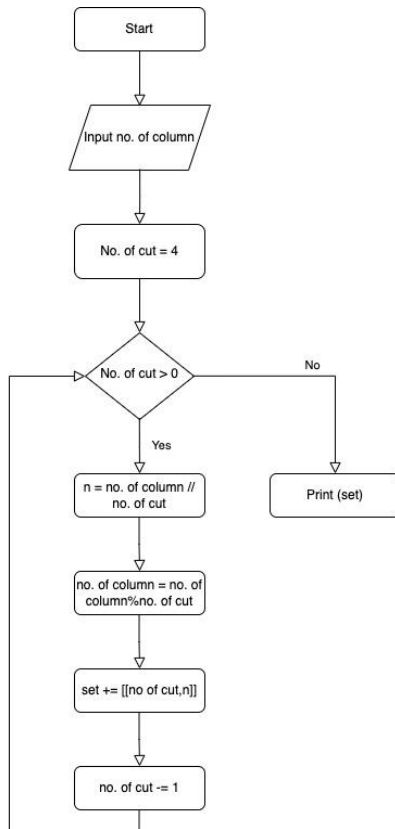 Start
Input no. of column
No. of cut = 4
No. of cut > 0
No
Yes
n = no. of column //
no. of cut
Print (set)
no. of column = no. of
column%no. of cut
set += [[no of cut,n]]
no. of cut -= 1